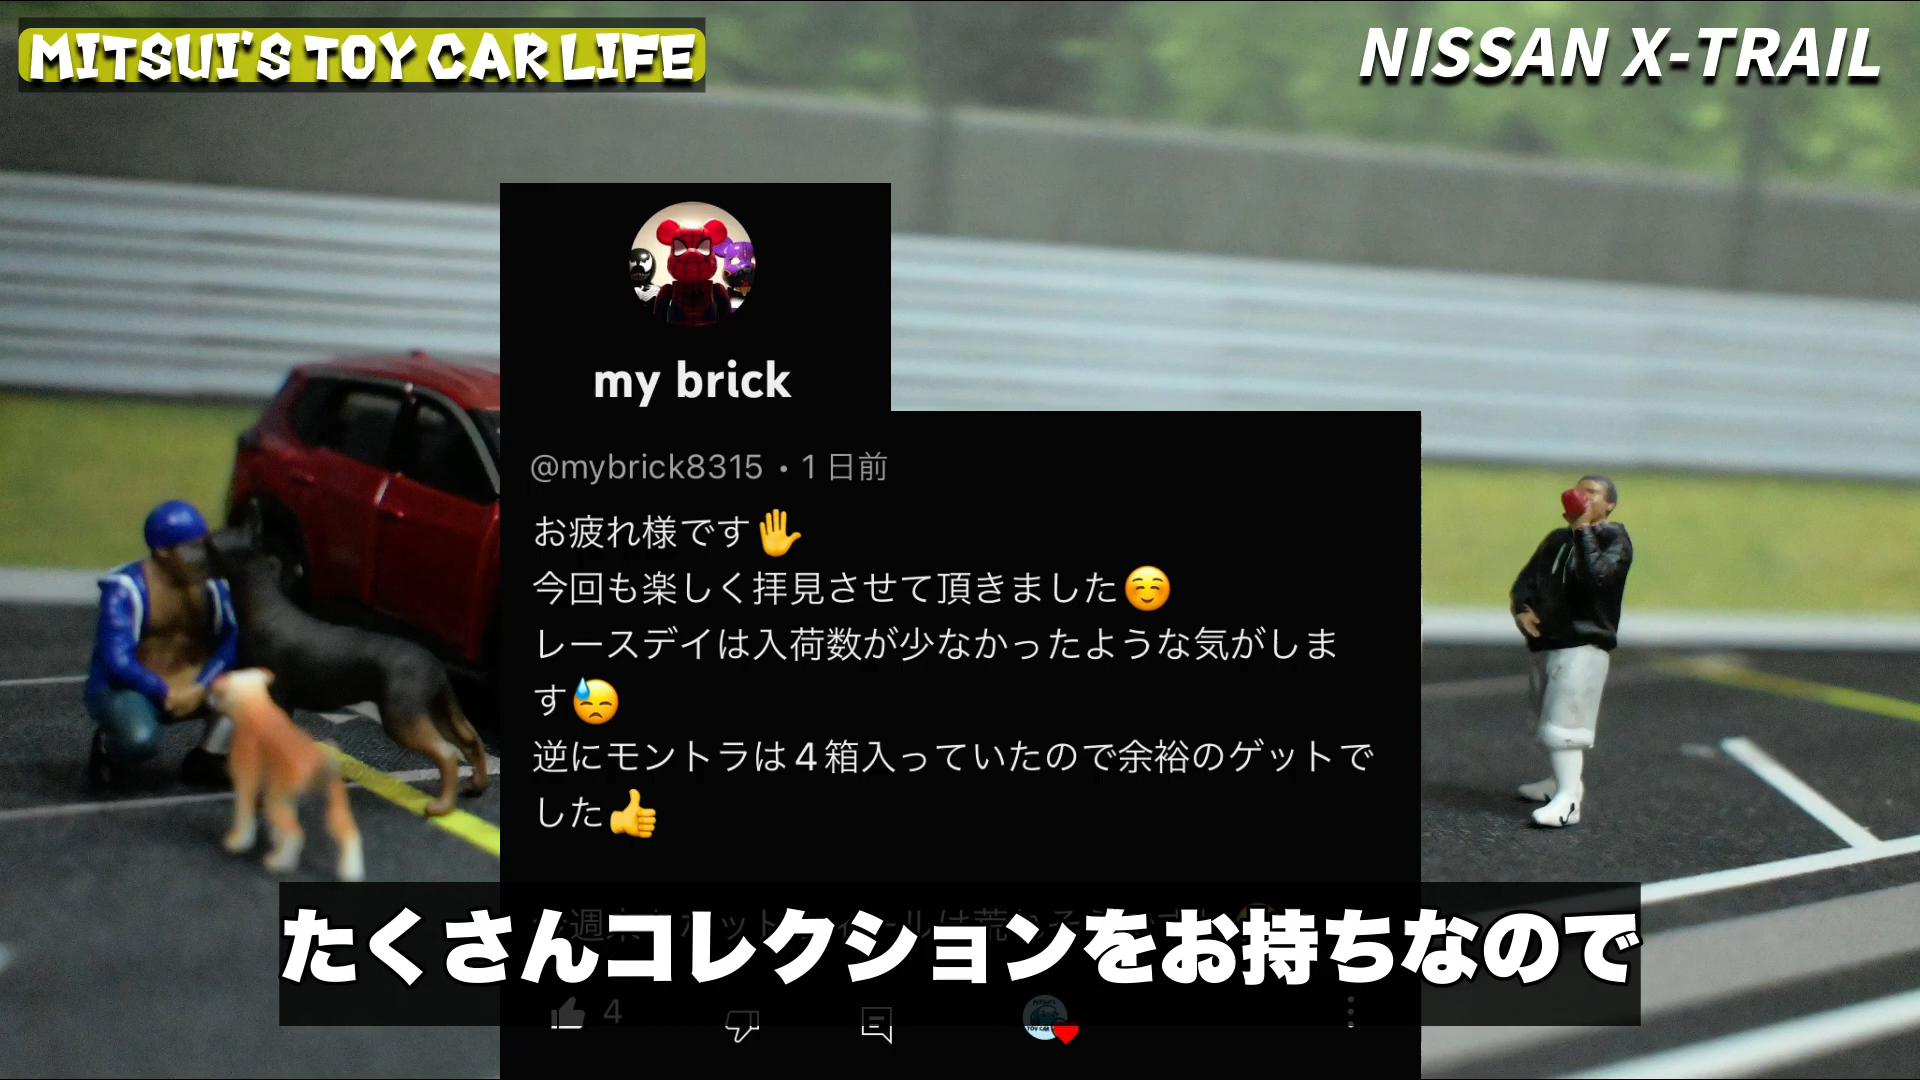 MITSUI'S TOY CAR LIFE
NISSAN X-TRAIL
my brick
@mybrick8315・1日前
お疲れ様です✋
今回も楽しく拝見させて頂きました☺️
レースデイは入荷数が少なかったような気がしま
す😓
逆にモントラは4箱入っていたので余裕のゲットで
した👍
たくさんコレクションをお持ちなので
4